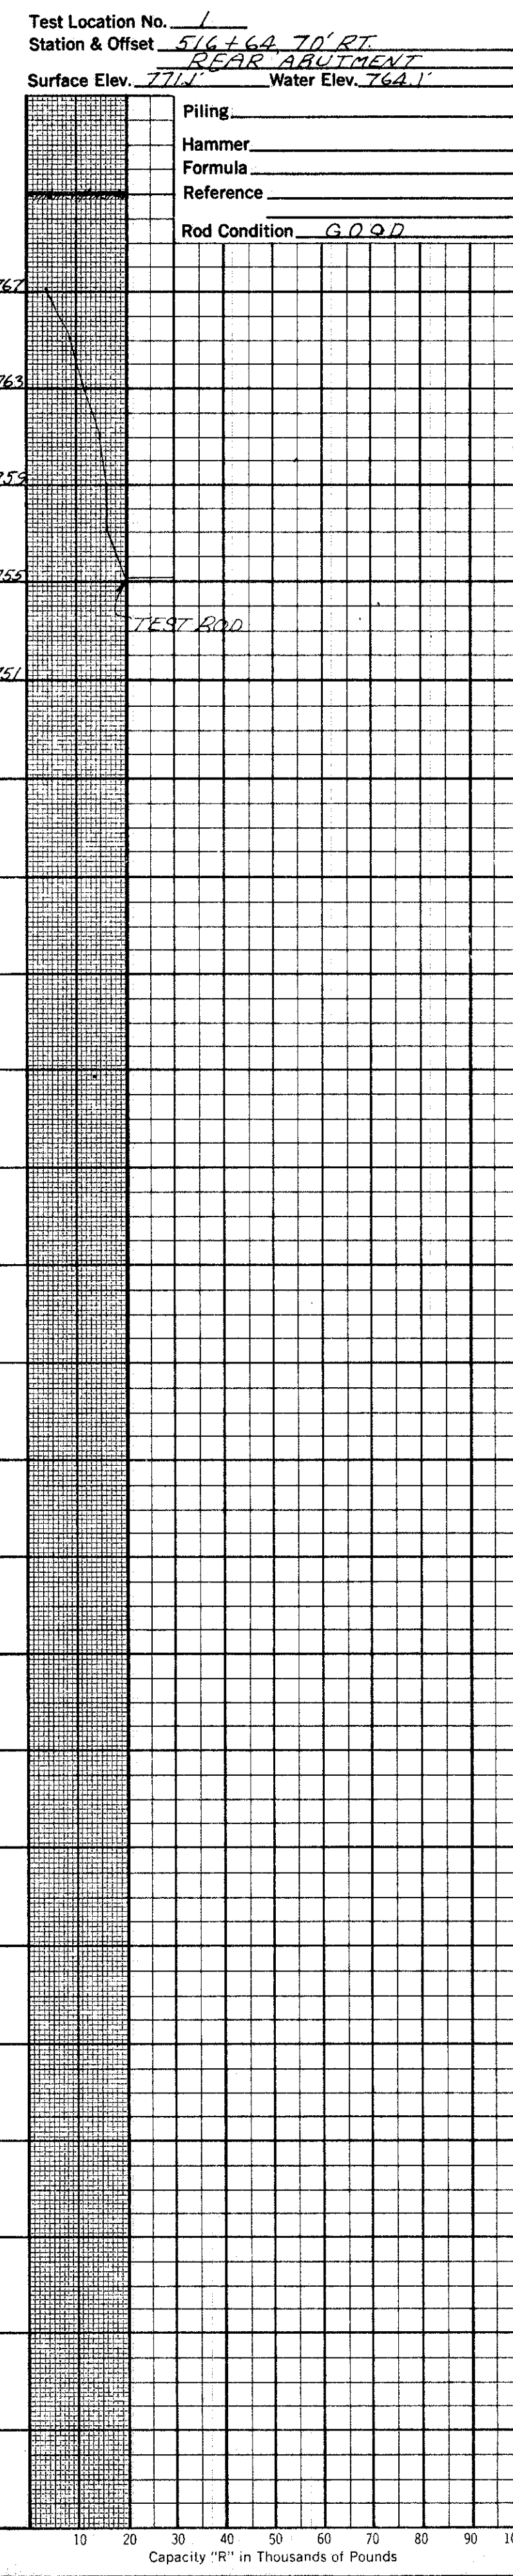 Test Location No. 1
Station & Offset 516+64, 70' RT.
REAR ABUTMENT
Surface Elev. 771.1' Water Elev. 764.1'
Piling
Hammer
Formula
Reference
Rod Condition GOOD
767
763
759
755
TEST ROD
751
10 20 30 40 50 60 70 80 90
Capacity "R" in Thousands of Pounds